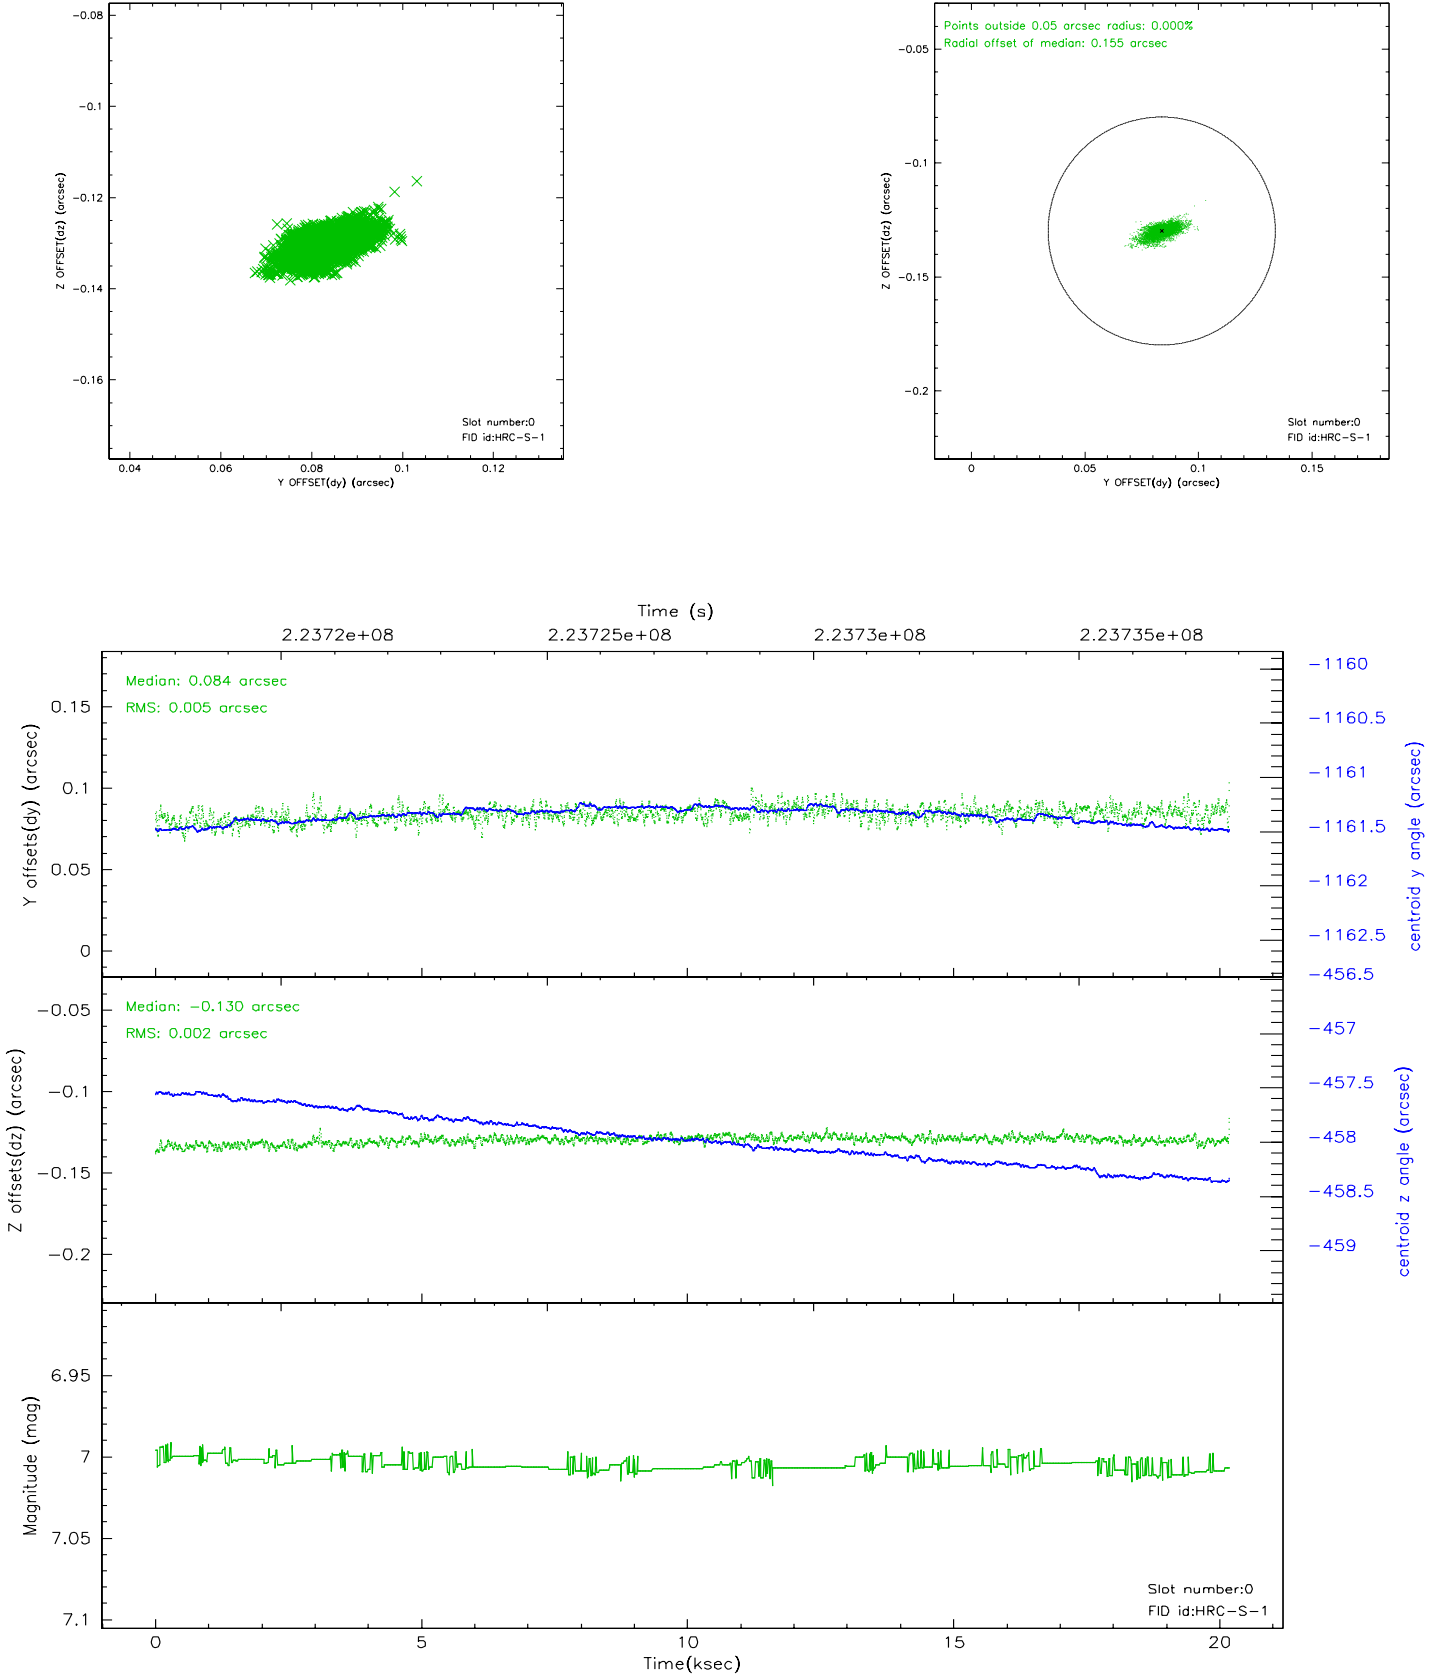 −0.08
−0.1
−0.12
−0.14
−0.16
Z OFFSET(dz) (arcsec)
Slot number:0
FID id:HRC−S−1
0.04 0.06 0.08 0.1 0.12
Y OFFSET(dy) (arcsec)
Points outside 0.05 arcsec radius: 0.000%
Radial offset of median: 0.155 arcsec
−0.05
−0.1
−0.15
−0.2
Z OFFSET(dz) (arcsec)
Slot number:0
FID id:HRC−S−1
0 0.05 0.1 0.15
Y OFFSET(dy) (arcsec)
Time (s)
2.2372e+08 2.23725e+08 2.2373e+08 2.23735e+08
Median: 0.084 arcsec
RMS: 0.005 arcsec
0.15
0.1
0.05
0
Y offsets(dy) (arcsec)
−1160
−1160.5
−1161
−1161.5
−1162
−1162.5
centroid y angle (arcsec)
Median: −0.130 arcsec
RMS: 0.002 arcsec
−0.05
−0.1
−0.15
−0.2
Z offsets(dz) (arcsec)
−456.5
−457
−457.5
−458
−458.5
−459
centroid z angle (arcsec)
6.95
7
7.05
7.1
Magnitude (mag)
Slot number:0
FID id:HRC−S−1
0 5 10 15 20
Time(ksec)